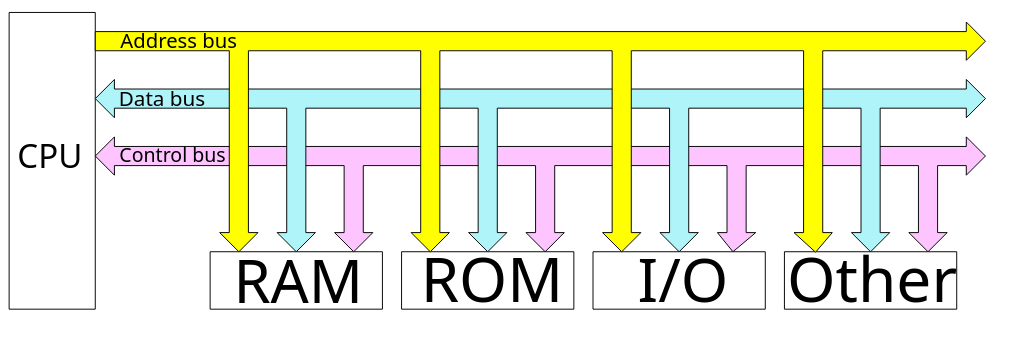 Address bus
Data bus
CPU
Control bus
RAM
ROM
I/O
Other